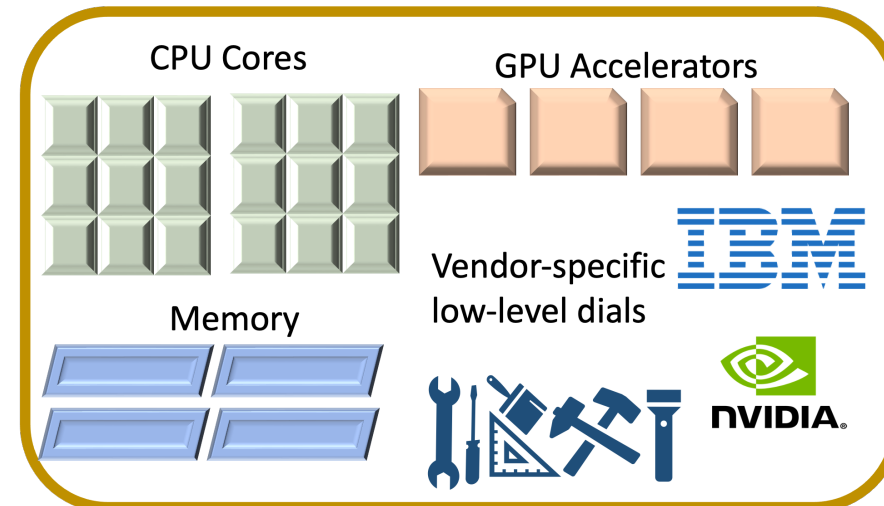 CPU Cores
GPU Accelerators
IBM
Vendor-specific
low-level dials
Memory
NVIDIA®